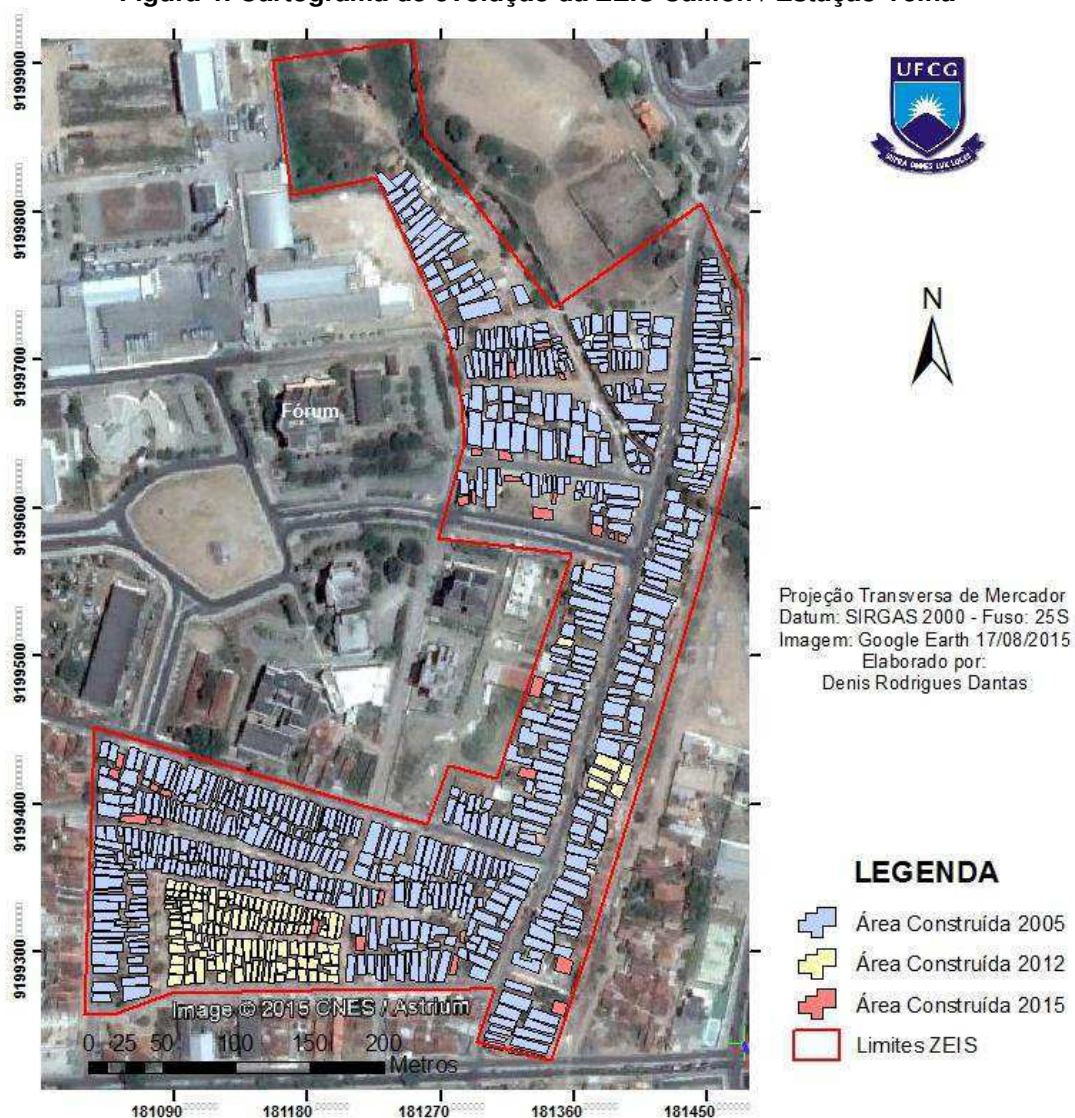 UFCG
N
Fórum
Projeção Transversa de Mercador
Datum: SIRGAS 2000 - Fuso: 25S
Imagem: Google Earth 17/08/2015
Elaborado por:
Denis Rodrigues Dantas
LEGENDA
Área Construída 2005
Área Construída 2012
Área Construída 2015
Limites ZEIS
Image © 2015 CNES / Astrium
0 25 50 100 150 200
Metros
9199900
9199800
9199700
9199600
9199500
9199400
9199300
181090 181180 181270 181360 181450